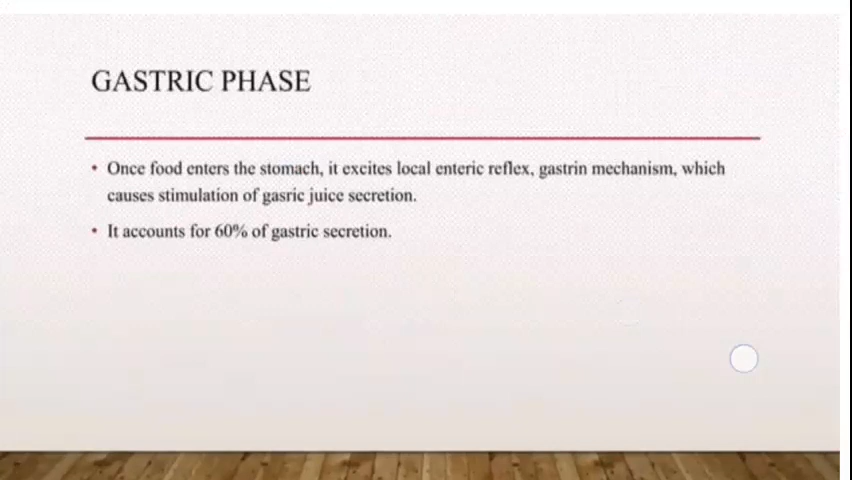 GASTRIC PHASE
• Once food enters the stomach, it excites local enteric reflex, gastrin mechanism, which
causes stimulation of gasric juice secretion.
• It accounts for 60% of gastric secretion.